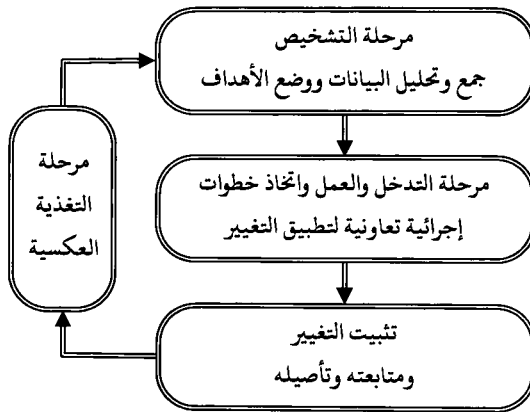 مرحلة التشخيص
جمع وتحليل البيانات ووضع الأهداف
مرحلة التدخل والعمل واتخاذ خطوات
إجرائية تعاونية لتطبيق التغيير
تثبيت التغيير
ومتابعته وتأصيله
مرحلة
التغذية
العكسية